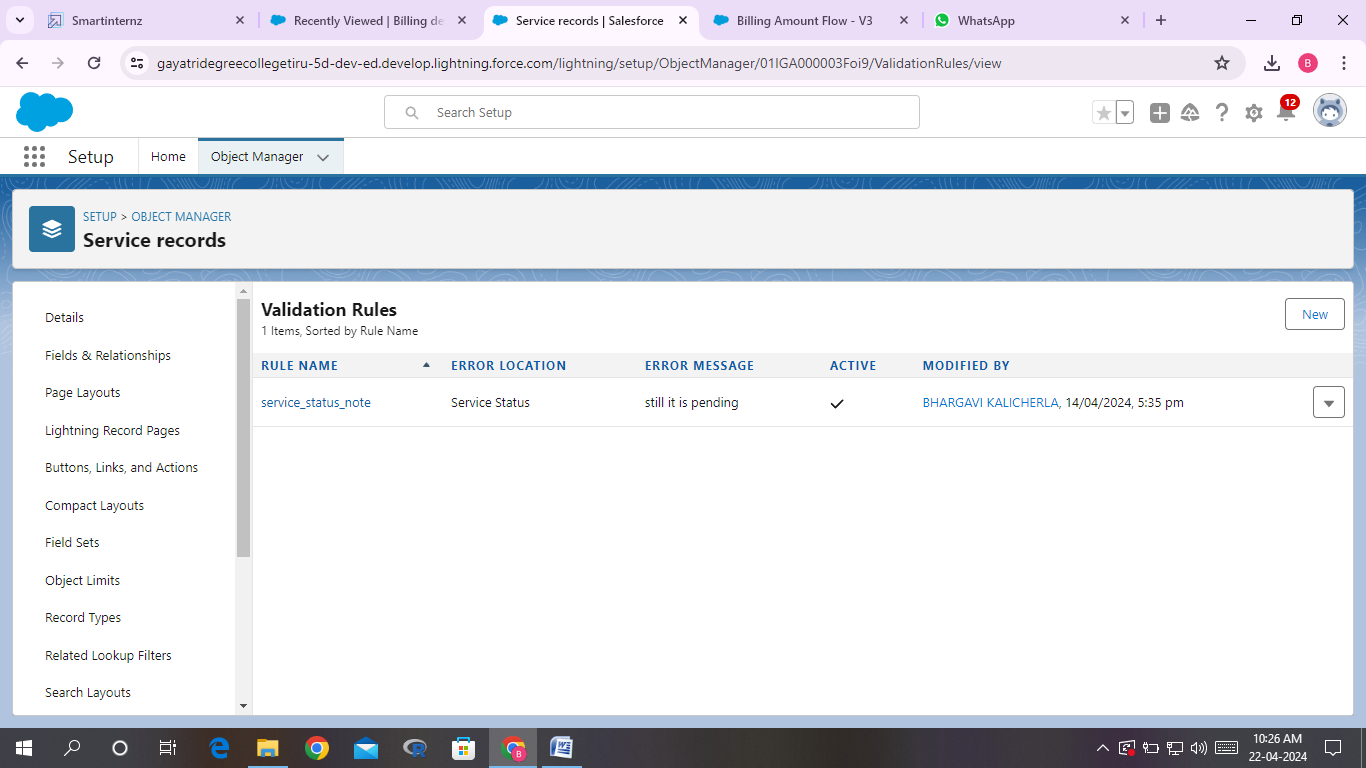 Smartinternz
Recently Viewed | Billing de
Service records | Salesforce
Billing Amount Flow - V3
WhatsApp
gayatridegreecollegetiru-5d-dev-ed.develop.lightning.force.com/lightning/setup/ObjectManager/01IGA000003Foi9/ValidationRules/view
B
Search Setup
12
Setup
Home
Object Manager
SETUP > OBJECT MANAGER
Service records
Details
Fields & Relationships
Page Layouts
Lightning Record Pages
Buttons, Links, and Actions
Compact Layouts
Field Sets
Object Limits
Record Types
Related Lookup Filters
Search Layouts
Validation Rules
1 Items, Sorted by Rule Name
New
RULE NAME ERROR LOCATION ERROR MESSAGE ACTIVE MODIFIED BY
service_status_note Service Status still it is pending BHARGAVI KALICHERLA, 14/04/2024, 5:35 pm
10:26 AM
22-04-2024